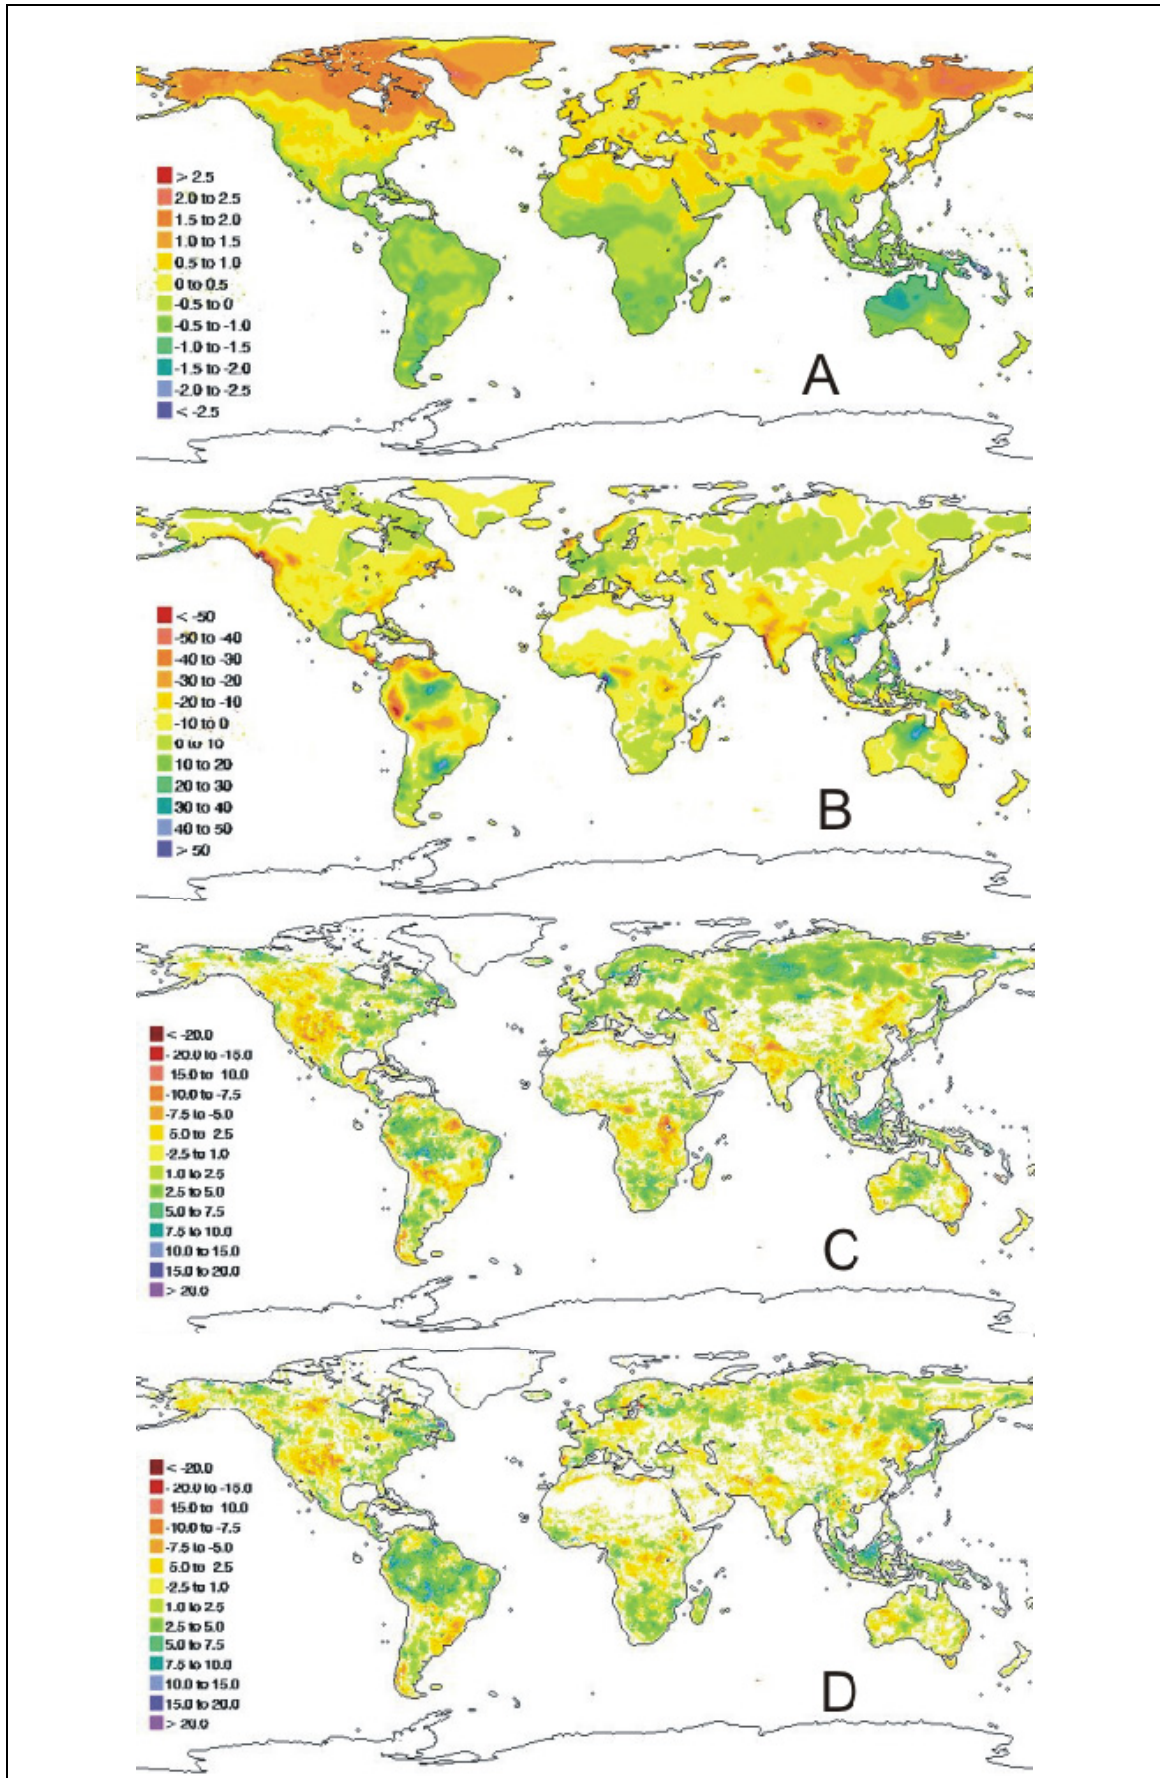 > 2.5
2.0 to 2.5
1.5 to 2.0
1.0 to 1.5
0.5 to 1.0
0 to 0.5
-0.5 to 0
-0.5 to -1.0
-1.0 to -1.5
-1.5 to -2.0
-2.0 to -2.5
< -2.5
A
< -50
-50 to -40
-40 to -30
-30 to -20
-20 to -10
-10 to 0
0 to 10
10 to 20
20 to 30
30 to 40
40 to 50
> 50
B
< -20.0
-20.0 to -15.0
15.0 to 10.0
-10.0 to -7.5
-7.5 to -5.0
5.0 to 2.5
-2.5 to 1.0
1.0 to 2.5
2.5 to 5.0
5.0 to 7.5
7.5 to 10.0
10.0 to 15.0
15.0 to 20.0
> 20.0
C
< -20.0
-20.0 to -15.0
15.0 to 10.0
-10.0 to -7.5
-7.5 to -5.0
5.0 to 2.5
-2.5 to 1.0
1.0 to 2.5
2.5 to 5.0
5.0 to 7.5
7.5 to 10.0
10.0 to 15.0
15.0 to 20.0
> 20.0
D